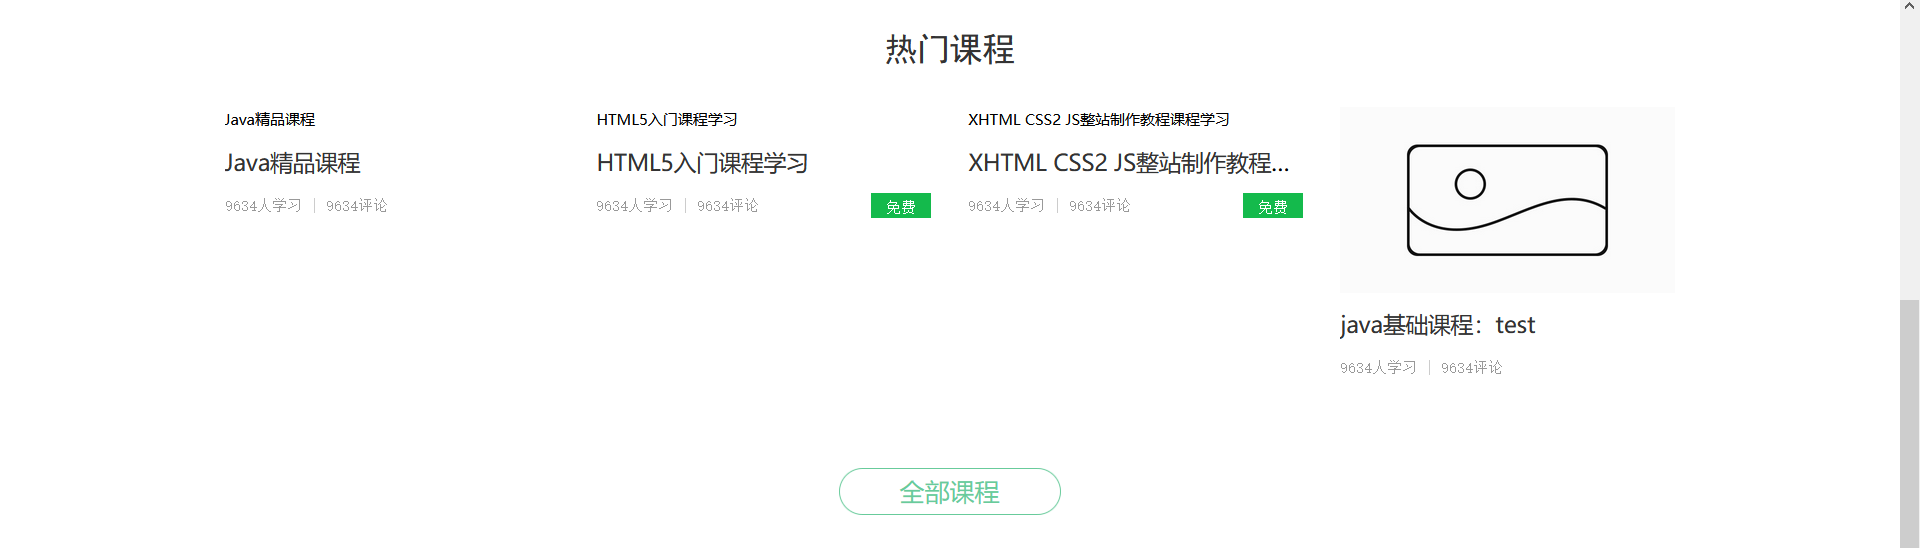 热门课程
Java精品课程
Java精品课程
9634人学习 | 9634评论
HTML5入门课程学习
HTML5入门课程学习
9634人学习 | 9634评论
免费
XHTML CSS2 JS整站制作教程课程学习
XHTML CSS2 JS整站制作教程...
9634人学习 | 9634评论
免费
java基础课程：test
9634人学习 | 9634评论
全部课程